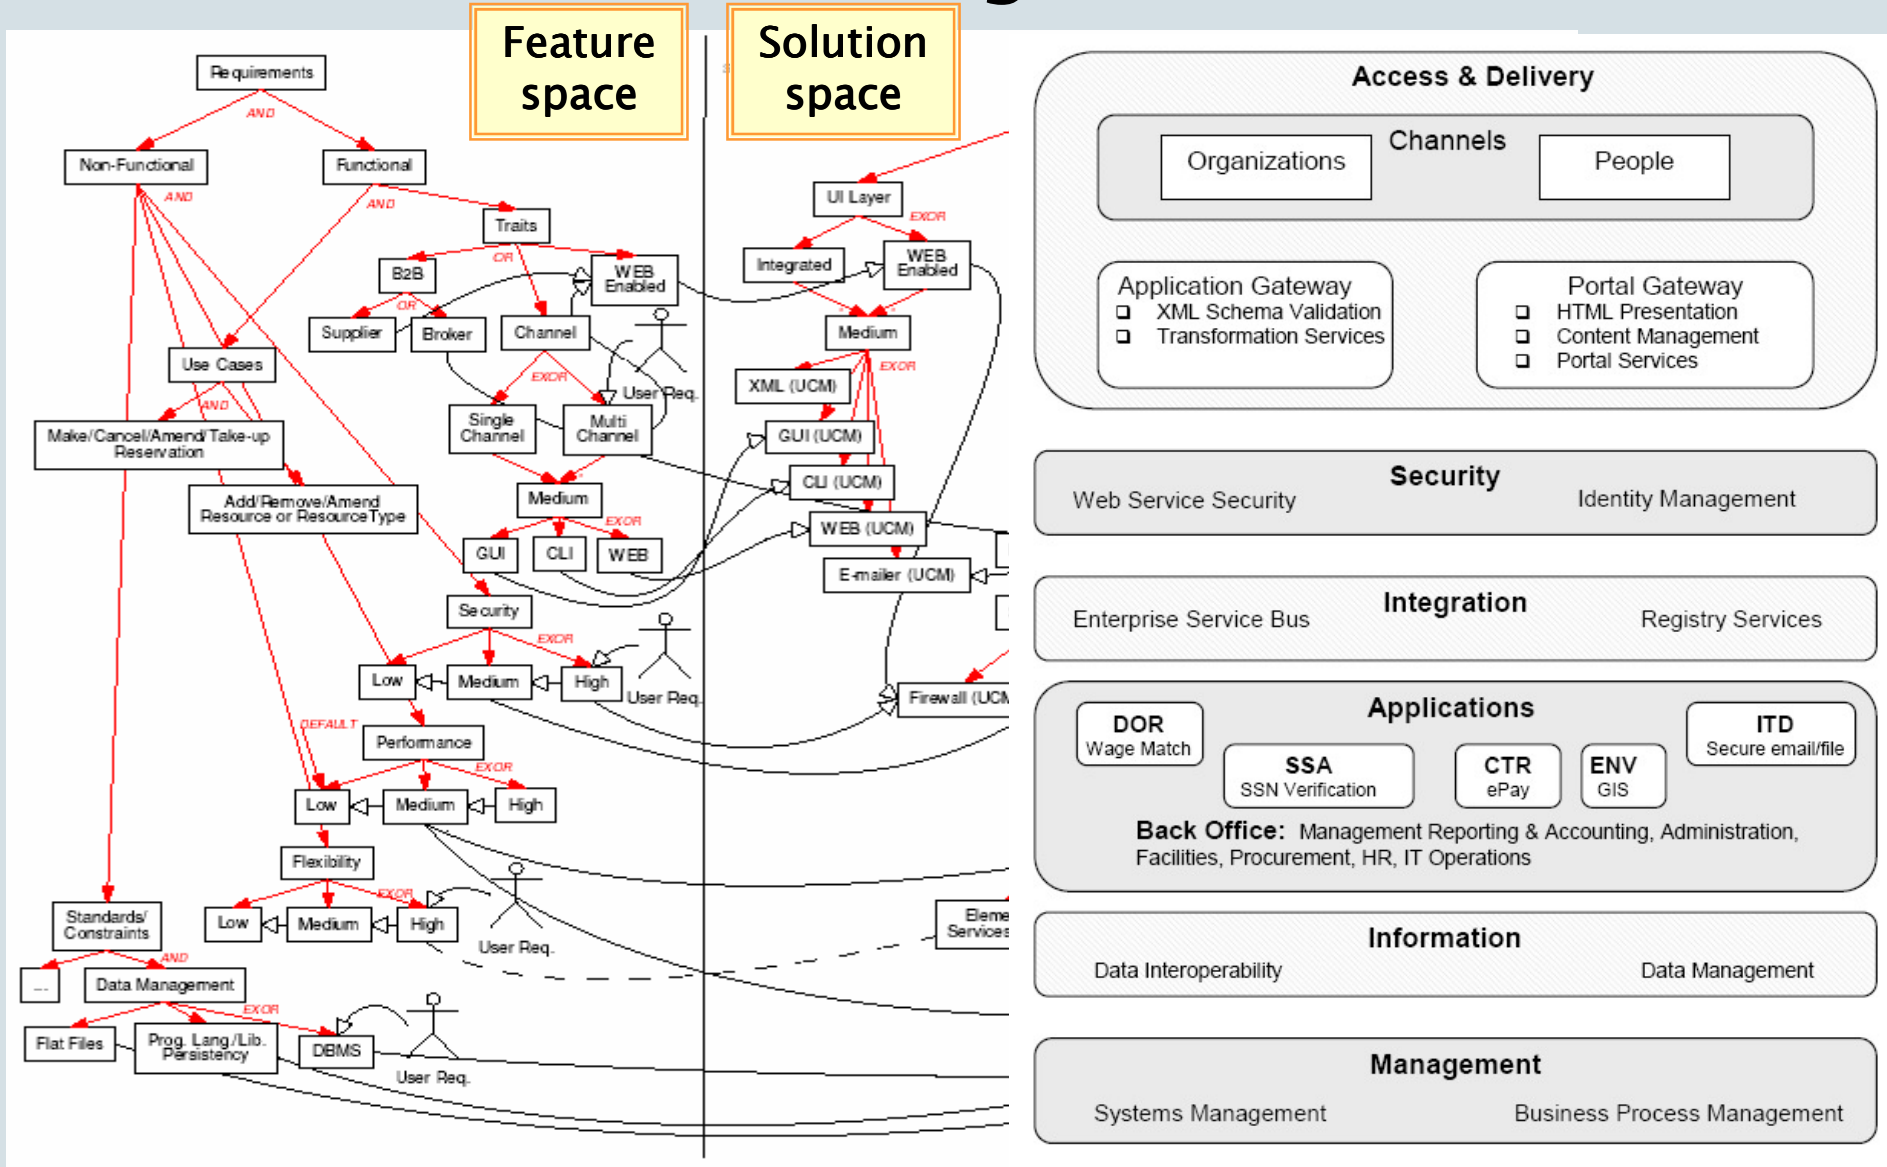 Feature
space
Solution
space
Requirements
AND
Non-Functional
Functional
AND
AND
Traits
OR
B2B
WEB
Enabled
OR
Supplier
Broker
Channel
Use Cases
EXOR
User Req.
AND
Single
Channel
Multi
Channel
Make/Cancel/Amend/Take-up
Reservation
Medium
Add/Remove/Amend
Resource or Resource Type
EXOR
GUI
CLI
WEB
Security
EXOR
Low
Medium
High
User Req.
DEFAULT
Performance
EXOR
Low
Medium
High
Flexibility
EXOR
Low
Medium
High
User Req.
Standards/
Constraints
AND
...
Data Management
EXOR
Flat Files
Prog. Lang./Lib.
Persistency
DBMS
User Req.
UI Layer
EXOR
Integrated
WEB
Enabled
Medium
EXOR
XML (UCM)
GUI (UCM)
CLI (UCM)
WEB (UCM)
E-mailer (UCM)
Firewall (UCM
Eleme
Services
Access & Delivery
Channels
Organizations
People
Application Gateway
XML Schema Validation
Transformation Services
Portal Gateway
HTML Presentation
Content Management
Portal Services
Security
Web Service Security
Identity Management
Integration
Enterprise Service Bus
Registry Services
Applications
DOR
Wage Match
SSA
SSN Verification
CTR
ePay
ENV
GIS
ITD
Secure email/file
Back Office: Management Reporting & Accounting, Administration,
Facilities, Procurement, HR, IT Operations
Information
Data Interoperability
Data Management
Management
Systems Management
Business Process Management